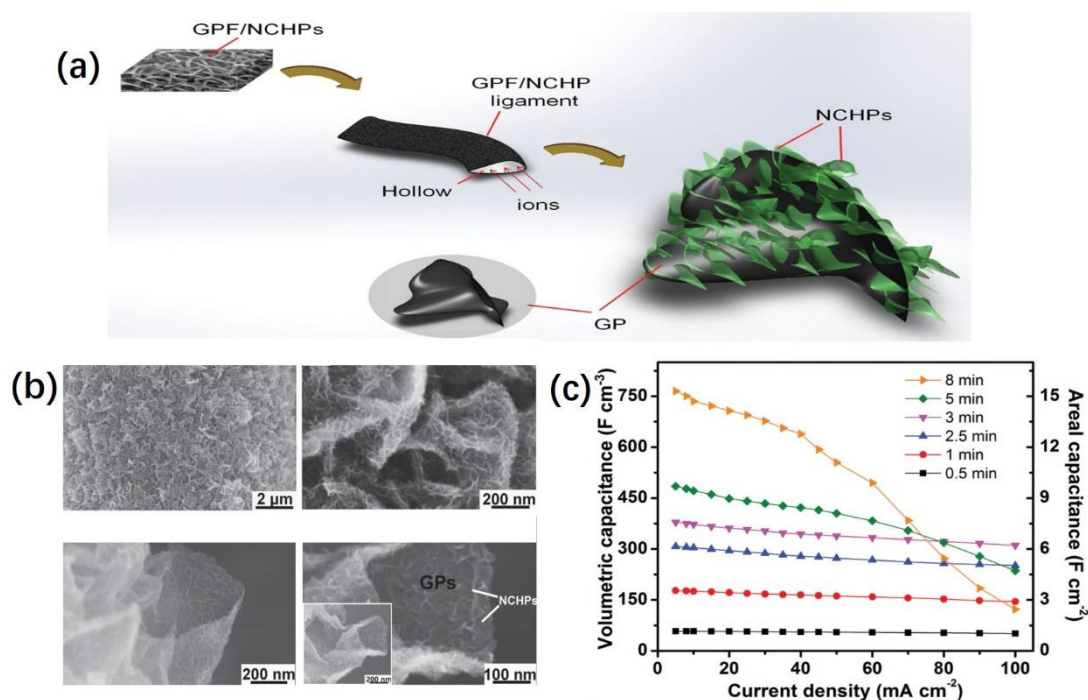 (a)
GPF/NCHPs
GPF/NCHP
ligament
NCHPs
Hollow
ions
GP
(b)
2 μm
200 nm
200 nm
GPs
NCHPs
200 nm
100 nm
(c)
Volumetric capacitance (F cm⁻³)
750
600
450
300
150
0
8 min
5 min
3 min
2.5 min
1 min
0.5 min
15
12
9
6
3
0
Areal capacitance (F cm⁻²)
0 20 40 60 80 100
Current density (mA cm⁻²)